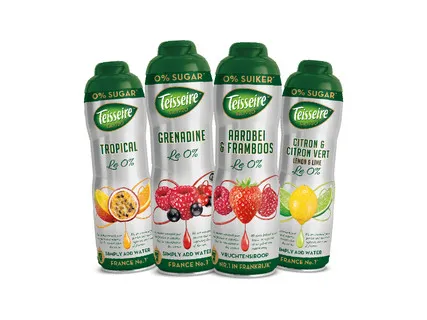 0% SUGAR*
Teisseire
TROPICAL
Le 0%
SIMPLY ADD WATER
FRANCE No.1*
0% SUGAR*
Teisseire
GRENADINE
Le 0%
SIMPLY ADD WATER
FRANCE No.1*
0% SUIKER*
Teisseire
AARDBEI
& FRAMBOOS
Le 0%
VRUCHTENSIROOP
NR.1 IN FRANKRIJK*
0% SUGAR*
Teisseire
CITRON &
CITRON VERT
LEMON & LIME
Le 0%
SIMPLY ADD WATER
FRANCE No.1*